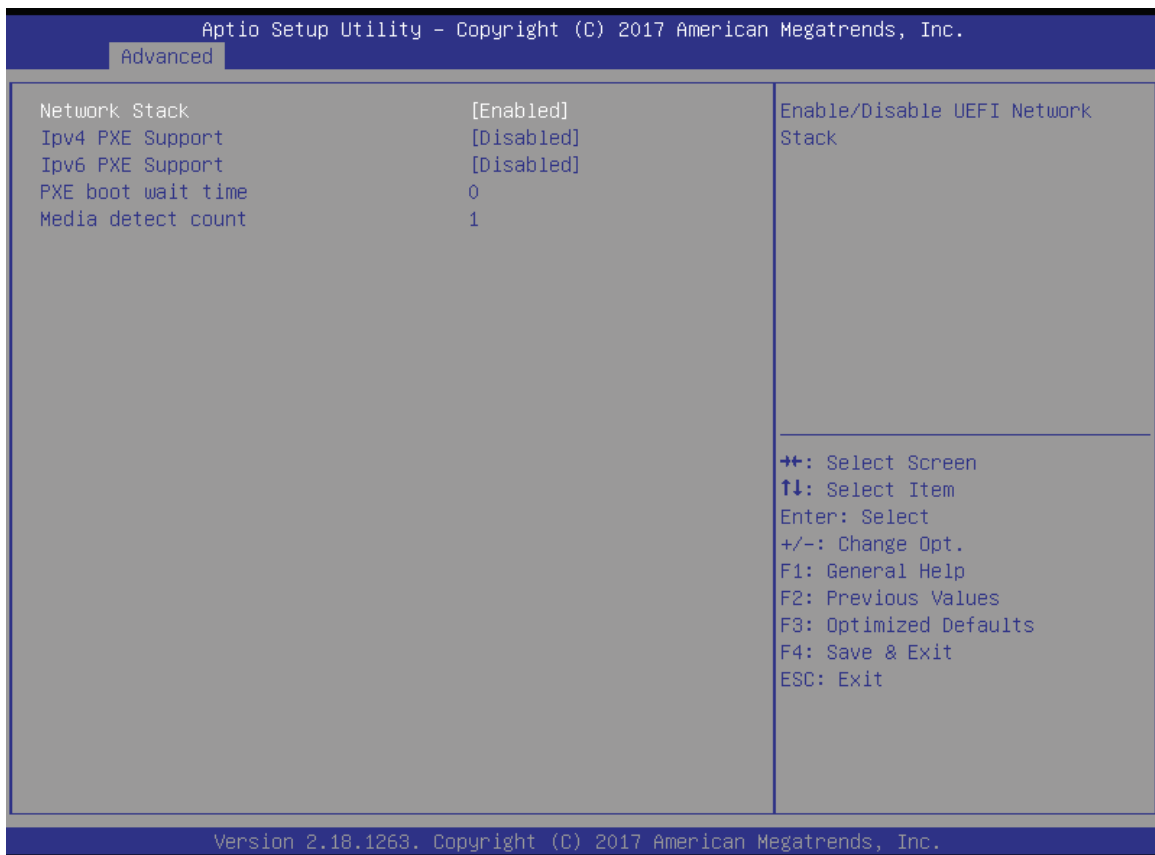 Aptio Setup Utility – Copyright (C) 2017 American Megatrends, Inc.
Advanced
Network Stack [Enabled]
Ipv4 PXE Support [Disabled]
Ipv6 PXE Support [Disabled]
PXE boot wait time 0
Media detect count 1
Enable/Disable UEFI Network
Stack
→←: Select Screen
↑↓: Select Item
Enter: Select
+/-: Change Opt.
F1: General Help
F2: Previous Values
F3: Optimized Defaults
F4: Save & Exit
ESC: Exit
Version 2.18.1263. Copyright (C) 2017 American Megatrends, Inc.